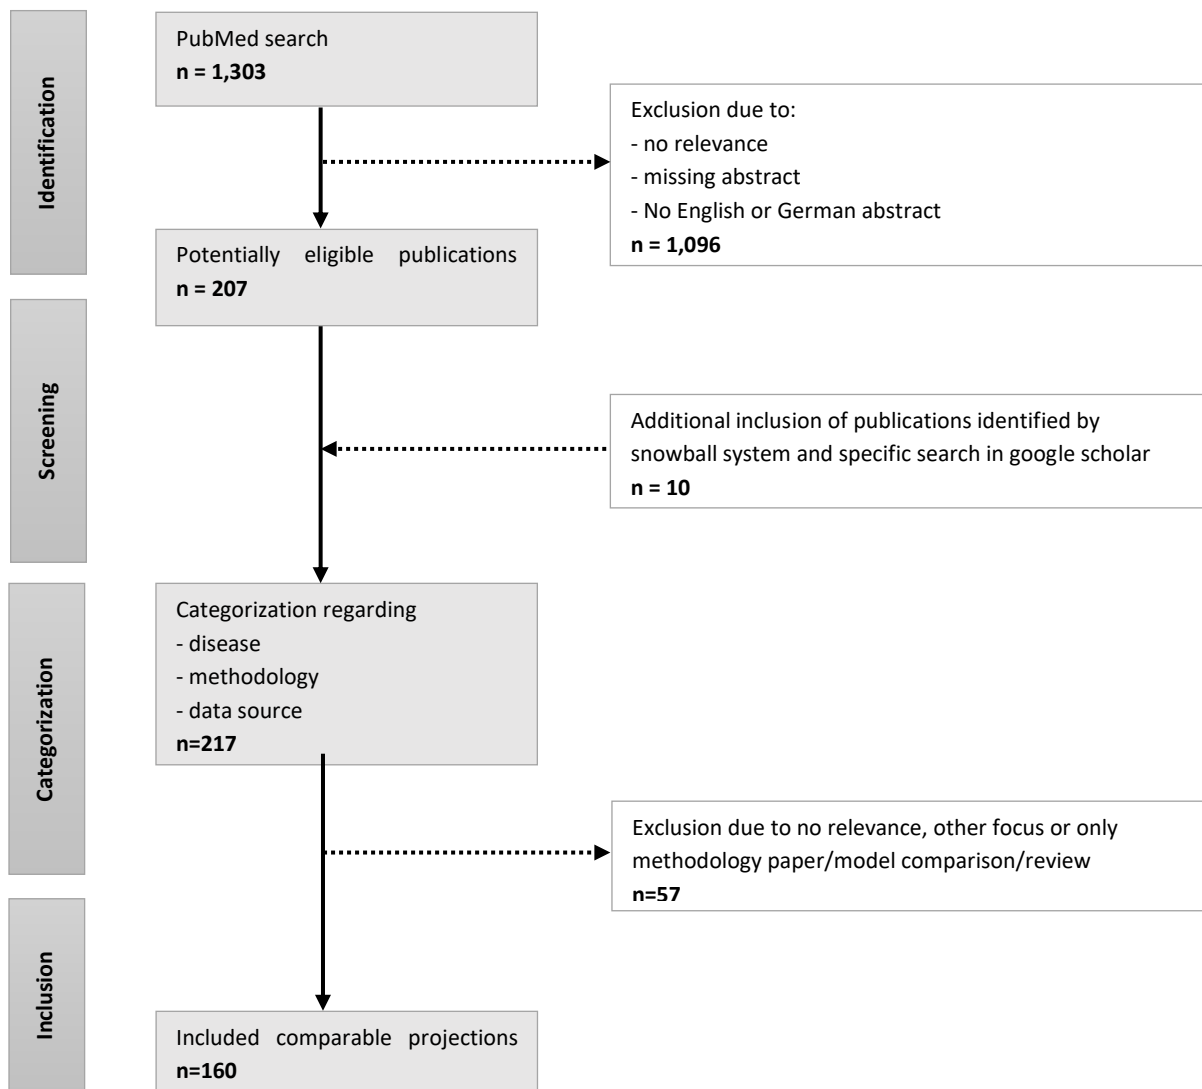 Identification
PubMed search
n = 1,303
Exclusion due to:
- no relevance
- missing abstract
- No English or German abstract
n = 1,096
Potentially eligible publications
n = 207
Screening
Additional inclusion of publications identified by
snowball system and specific search in google scholar
n = 10
Categorization
Categorization regarding
- disease
- methodology
- data source
n=217
Exclusion due to no relevance, other focus or only
methodology paper/model comparison/review
n=57
Inclusion
Included comparable projections
n=160